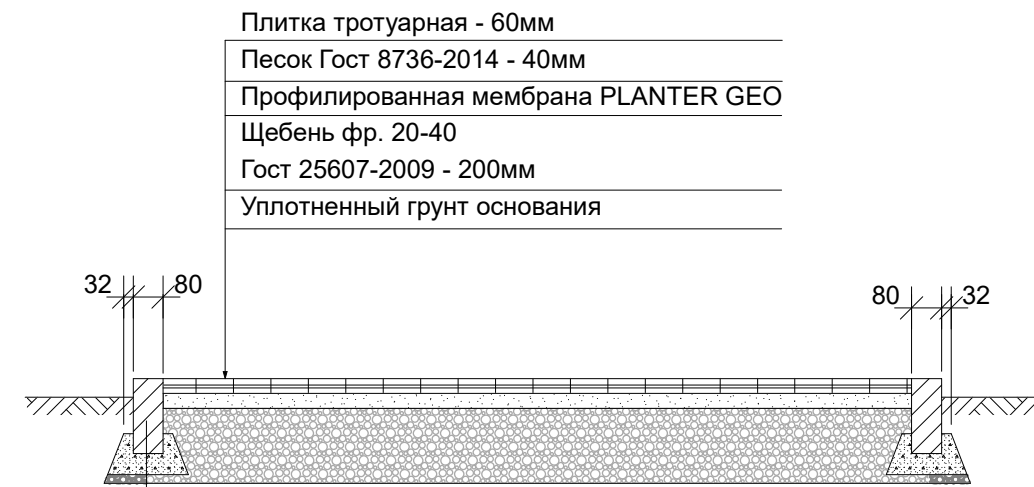 Плитка тротуарная - 60мм
Песок Гост 8736-2014 - 40мм
Профилированная мембрана PLANTER GEO
Щебень фр. 20-40
Гост 25607-2009 - 200мм
Уплотненный грунт основания
32 80
80 32